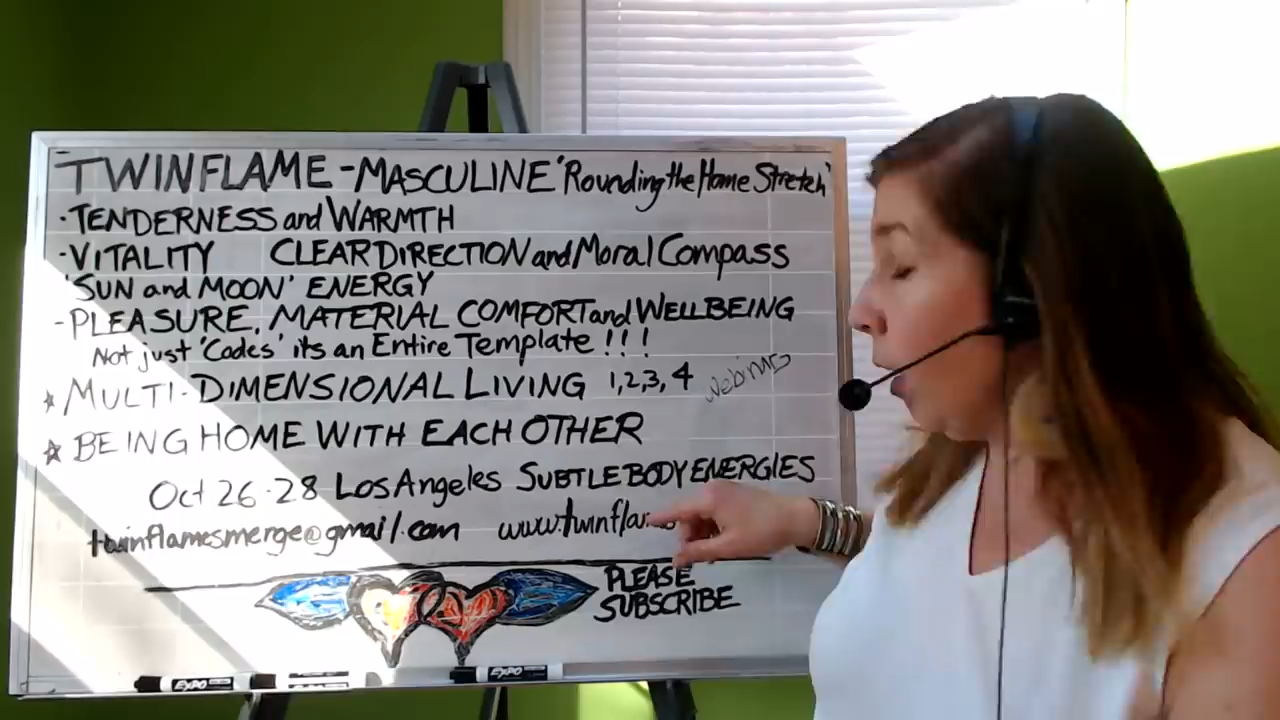 TWINFLAME - MASCULINE 'Rounding the Home Stretch'
· TENDERNESS and WARMTH
· VITALITY CLEAR DIRECTION and Moral Compass
'SUN and MOON' ENERGY
- PLEASURE, MATERIAL COMFORT and WELLBEING
Not just 'Codes' its an Entire Template !!!
☆ MULTI-DIMENSIONAL LIVING 1,2,3, 4 webinars
☆ BEING HOME WITH EACH OTHER
Oct 26-28 Los Angeles SUBTLE BODY ENERGIES
twinflamesmerge@gmail.com www.twinfla
PLEASE
SUBSCRIBE
EXPO
EXPO